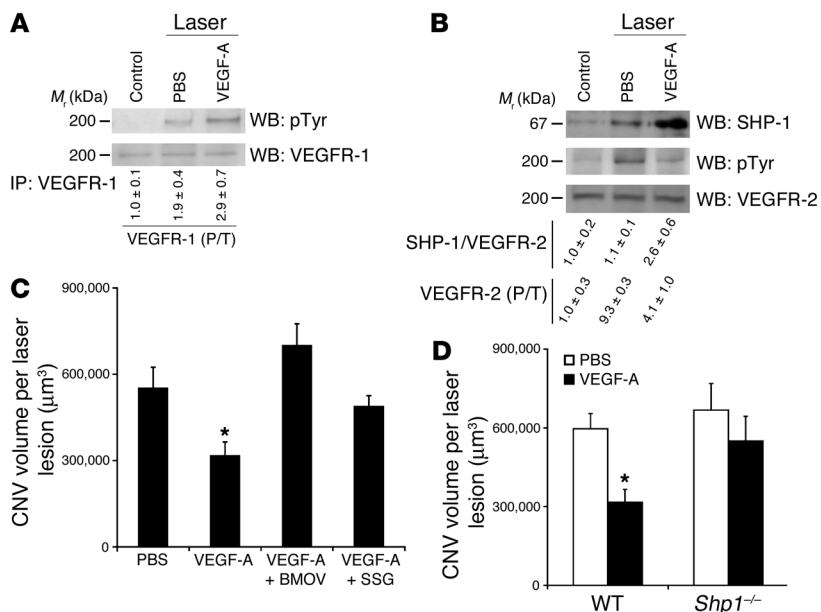 A
Laser
Control
PBS
VEGF-A
Mr (kDa)
200
WB: pTyr
200
WB: VEGFR-1
IP: VEGFR-1
1.0 ± 0.1
1.9 ± 0.4
2.9 ± 0.7
VEGFR-1 (P/T)
B
Laser
Control
PBS
VEGF-A
Mr (kDa)
67
WB: SHP-1
200
WB: pTyr
200
WB: VEGFR-2
SHP-1/VEGFR-2
1.0 ± 0.2
1.1 ± 0.1
2.6 ± 0.6
VEGFR-2 (P/T)
1.0 ± 0.3
9.3 ± 0.3
4.1 ± 1.0
C
CNV volume per laser
lesion (μm³)
900,000
600,000
300,000
0
*
PBS
VEGF-A
VEGF-A
+ BMOV
VEGF-A
+ SSG
D
CNV volume per laser
lesion (μm³)
900,000
600,000
300,000
0
PBS
VEGF-A
*
WT
Shp1–/–